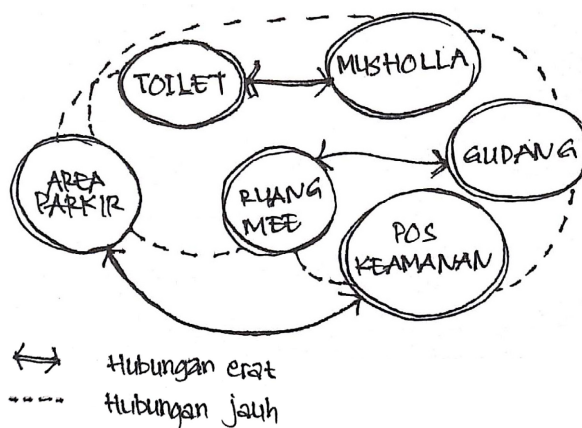 TOILET
MUSHOLLA
GUDANG
AREA
PARKIR
RUANG
MEE
POS
KEAMANAN
Hubungan erat
Hubungan jauh